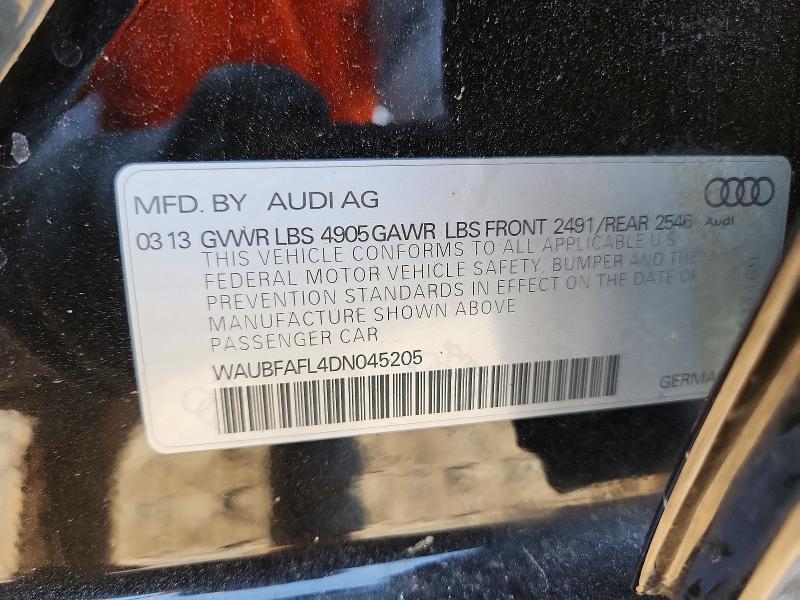 MFD. BY AUDI AG
Audi
03 13 GVWR LBS 4905 GAWR LBS FRONT 2491/REAR 2546
THIS VEHICLE CONFORMS TO ALL APPLICABLE U.S.
FEDERAL MOTOR VEHICLE SAFETY, BUMPER AND THE
PREVENTION STANDARDS IN EFFECT ON THE DATE OF
MANUFACTURE SHOWN ABOVE
PASSENGER CAR
WAUBFAFL4DN045205